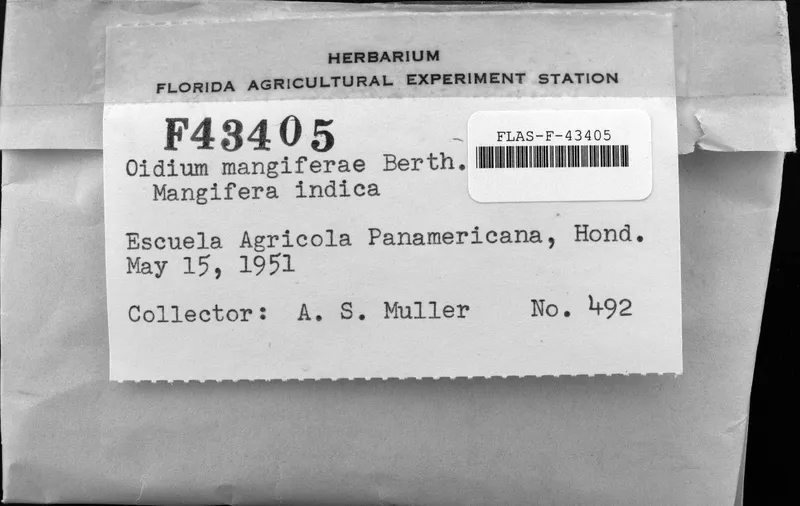 HERBARIUM
FLORIDA AGRICULTURAL EXPERIMENT STATION
F43405
FLAS-F-43405
Oidium mangiferae Berth.
Mangifera indica
Escuela Agricola Panamericana, Hond.
May 15, 1951
Collector: A. S. Muller No. 492